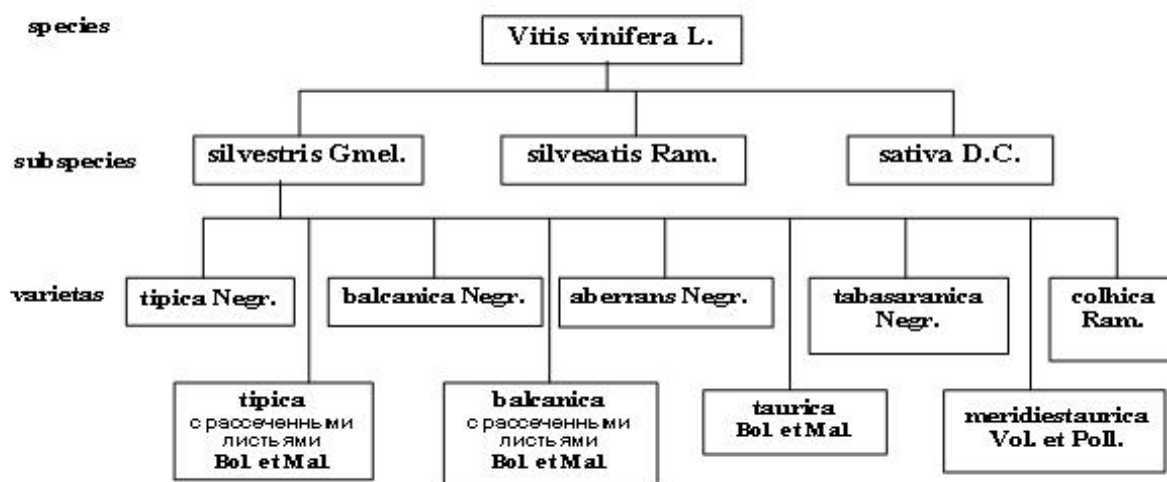 species
Vitis vinifera L.
subspecies
silvestris Gmel.
silvesatis Ram.
sativa D.C.
varietas
tipica Negr.
balcanica Negr.
aberrans Negr.
tabasaranica
Negr.
colhica
Ram.
tipica
с рассеченными
листьями
Bol. et Mal
balcanica
с рассеченными
листьями
Bol. et Mal
taurica
Bol. et Mal
meridiestaurica
Vol. et Poll.